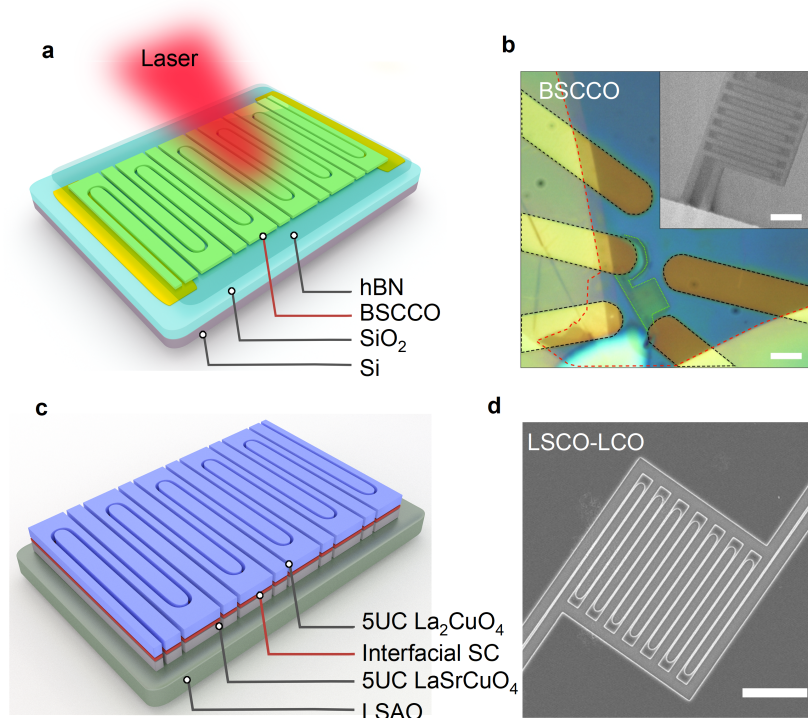 a
Laser
hBN
BSCCO
SiO₂
Si
b
BSCCO
c
5UC La₂CuO₄
Interfacial SC
5UC LaSrCuO₄
LSAO
d
LSCO-LCO